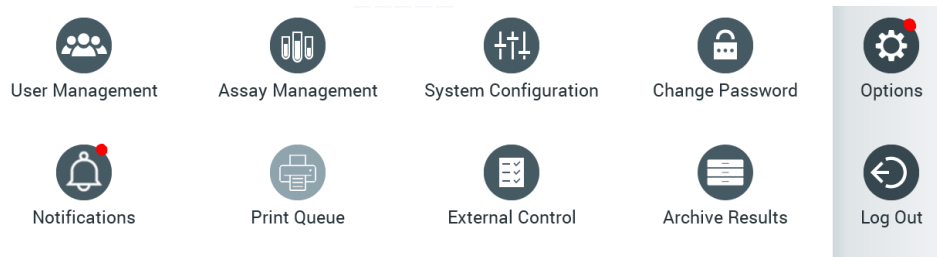 User Management
Assay Management
System Configuration
Change Password
Options
Notifications
Print Queue
External Control
Archive Results
Log Out